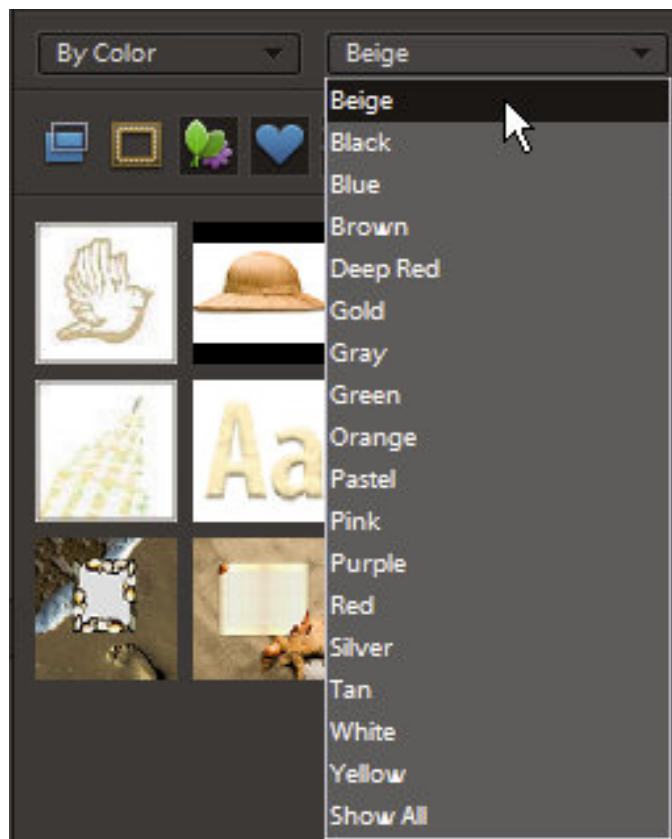 By Color
Beige
Beige
Black
Blue
Brown
Deep Red
Gold
Gray
Green
Orange
Pastel
Pink
Purple
Red
Silver
Tan
White
Yellow
Show All
Aa